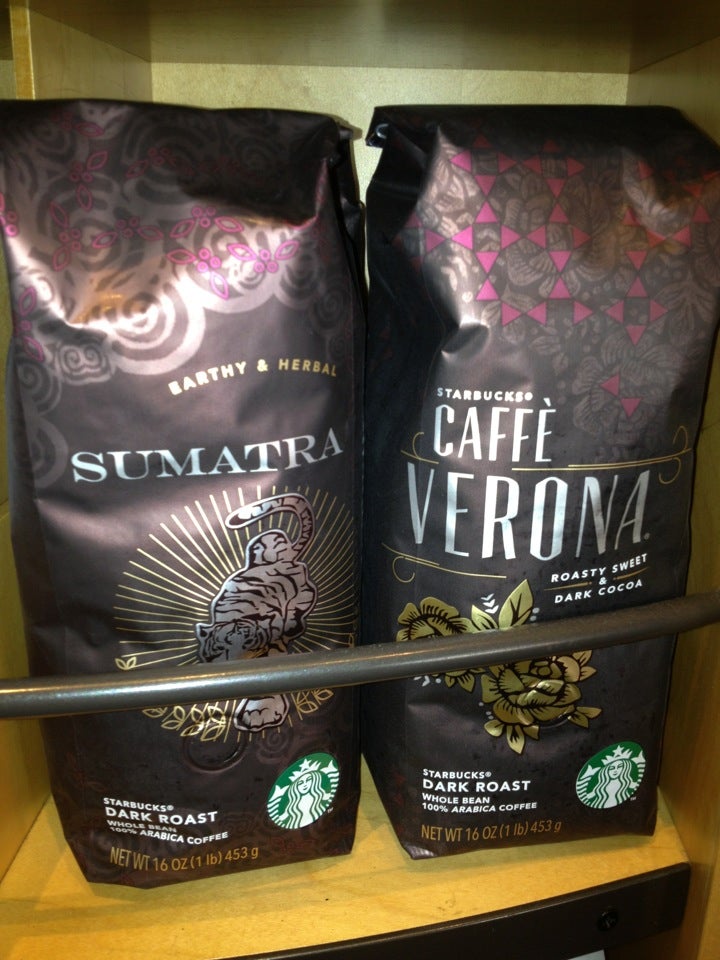 EARTHY & HERBAL
SUMATRA
STARBUCKS®
DARK ROAST
WHOLE BEAN
100% ARABICA COFFEE
NET WT 16 OZ (1 lb) 453 g
STARBUCKS®
CAFFÈ
VERONA®
ROASTY SWEET
&
DARK COCOA
STARBUCKS®
DARK ROAST
WHOLE BEAN
100% ARABICA COFFEE
NET WT 16 OZ (1 lb) 453 g